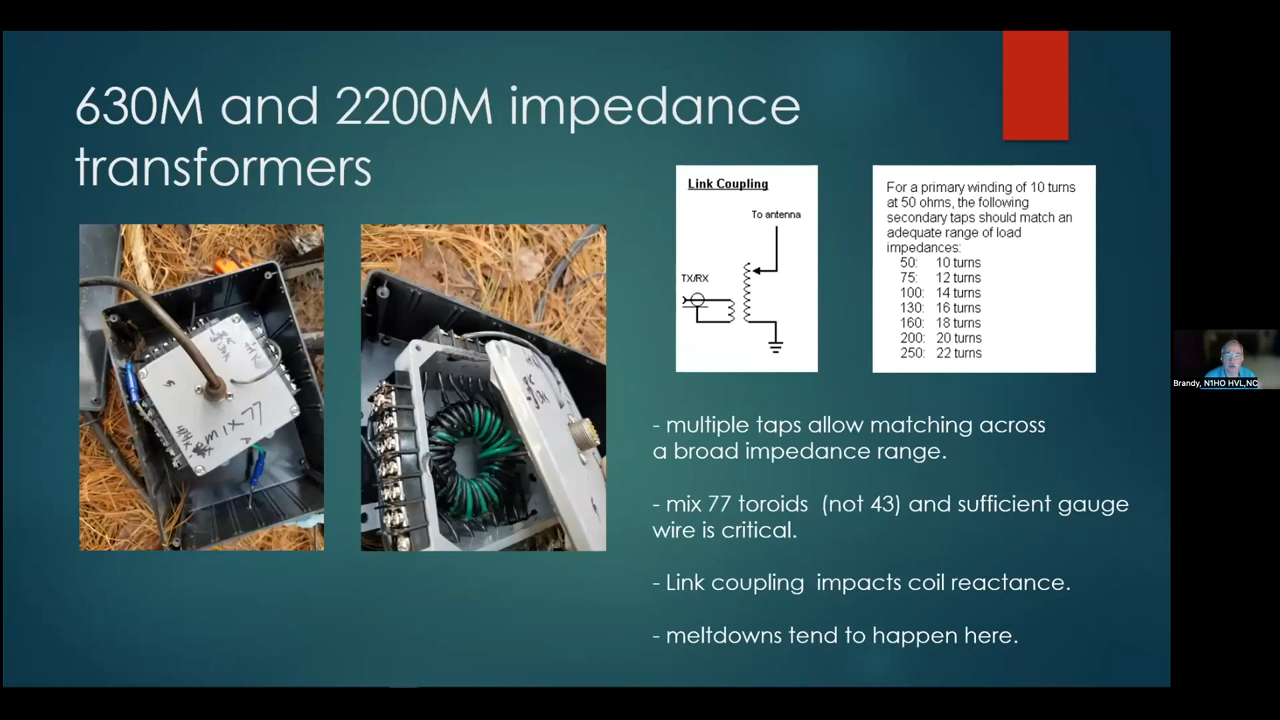 630M and 2200M impedance
transformers
Link Coupling
To antenna
TX/RX
For a primary winding of 10 turns
at 50 ohms, the following
secondary taps should match an
adequate range of load
impedances:
50: 10 turns
75: 12 turns
100: 14 turns
130: 16 turns
160: 18 turns
200: 20 turns
250: 22 turns
MIX 77
- multiple taps allow matching across
a broad impedance range.
- mix 77 toroids (not 43) and sufficient gauge
wire is critical.
- Link coupling impacts coil reactance.
- meltdowns tend to happen here.
Brandy, N1HO HVL,NC